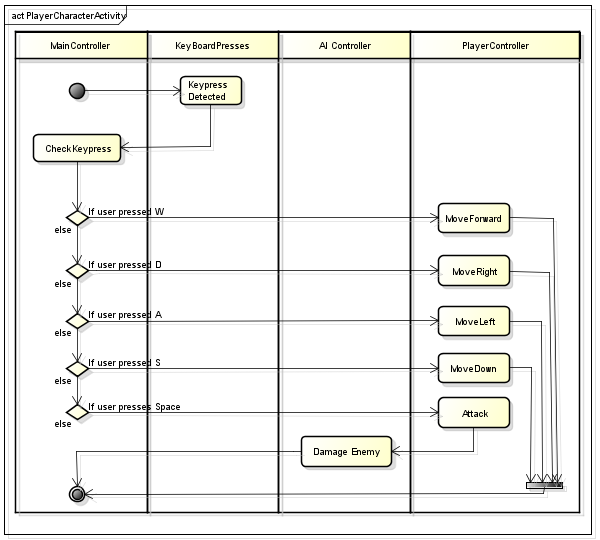 act PlayerCharacterActivity
MainController
KeyBoardPresses
AI Controller
PlayerController
Keypress
Detected
CheckKeypress
If user pressed W
MoveForward
else
If user pressed D
MoveRight
else
If user pressed A
MoveLeft
else
If user pressed S
MoveDown
else
If user presses Space
Attack
else
Damage Enemy